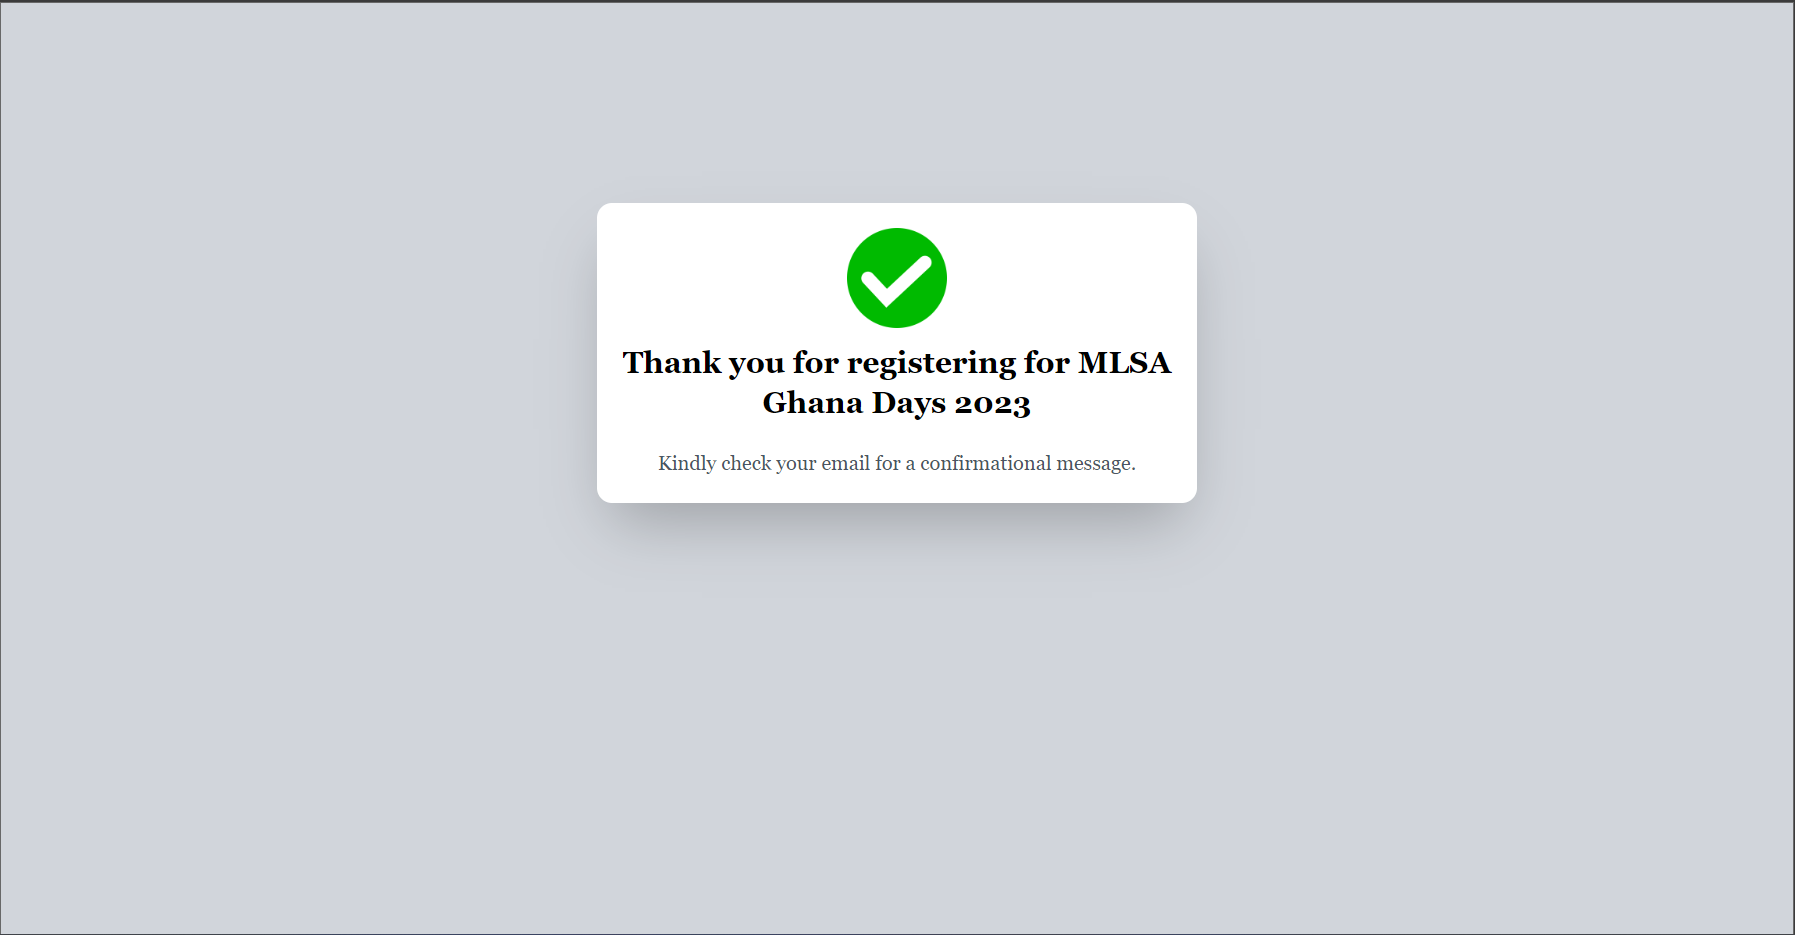 Thank you for registering for MLSA
Ghana Days 2023
Kindly check your email for a confirmational message.